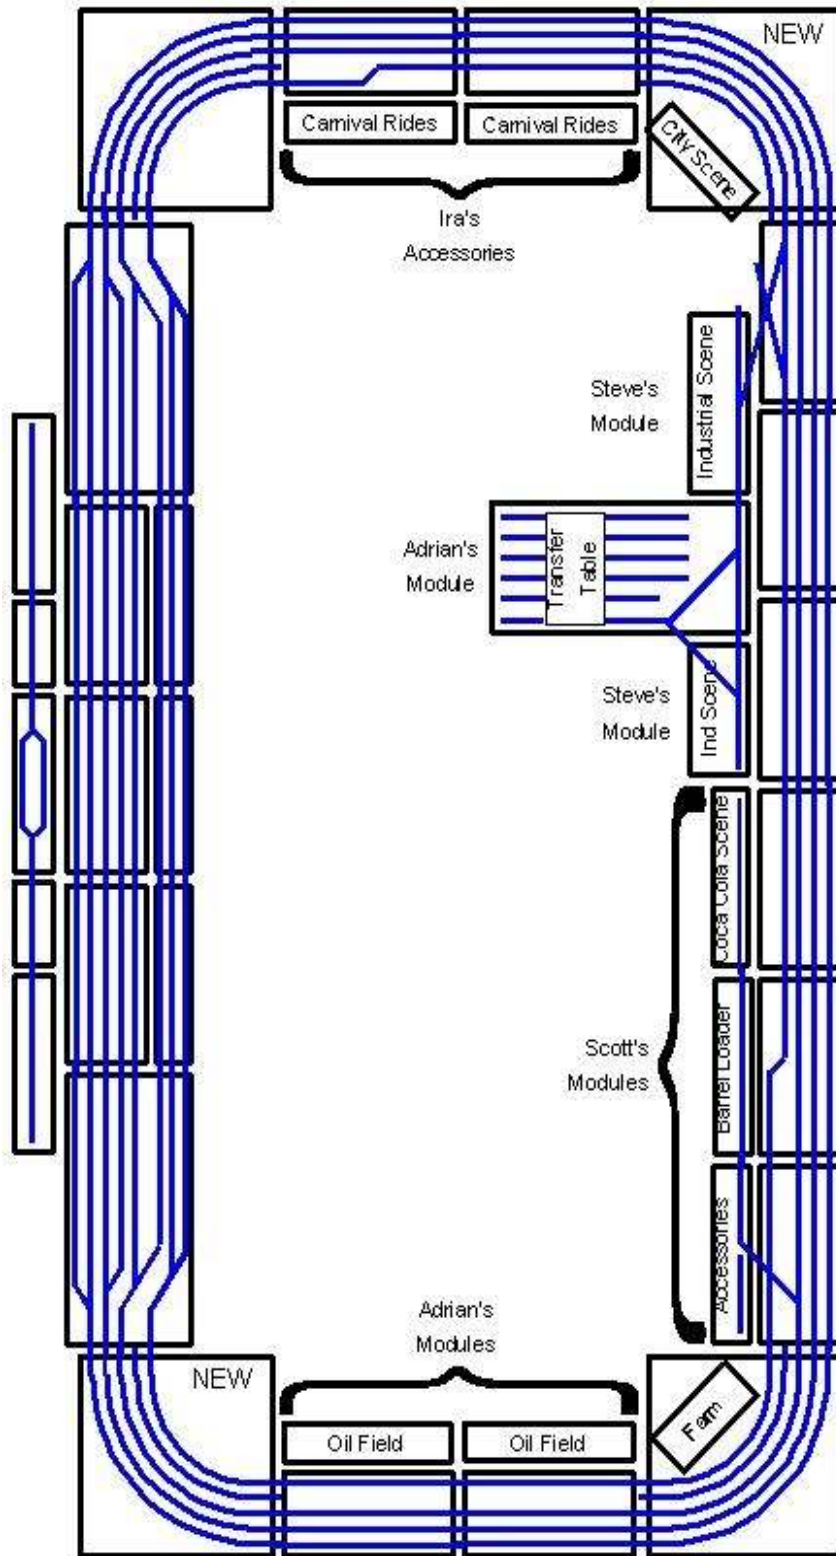 NEW
Carnival Rides
Carnival Rides
City Scene
Ira's
Accessories
Steve's
Module
Industrial Scene
Adrian's
Module
Transfer
Table
Steve's
Module
Ind Scene
Coca Cola Scene
Scott's
Modules
Barrel Loader
Accessories
Adrian's
Modules
NEW
Oil Field
Oil Field
Farm